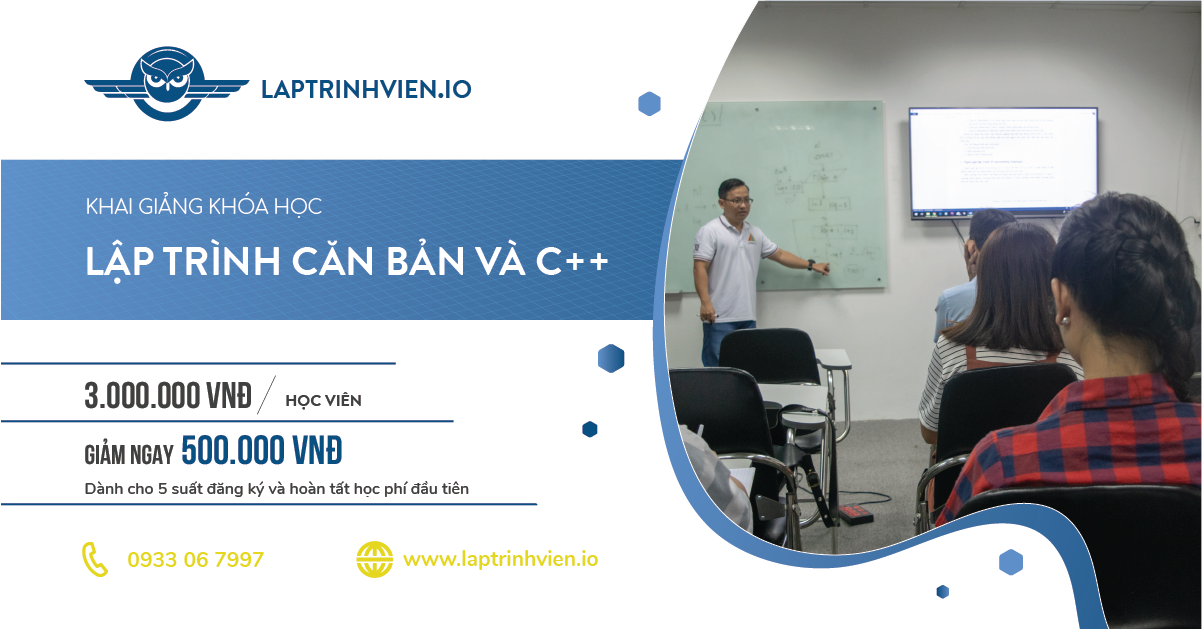 LAPTRINHVIEN.IO
KHAI GIẢNG KHÓA HỌC
LẬP TRÌNH CĂN BẢN VÀ C++
3.000.000 VNĐ / HỌC VIÊN
GIẢM NGAY 500.000 VNĐ
Dành cho 5 suất đăng ký và hoàn tất học phí đầu tiên
0933 06 7997
www.laptrinhvien.io